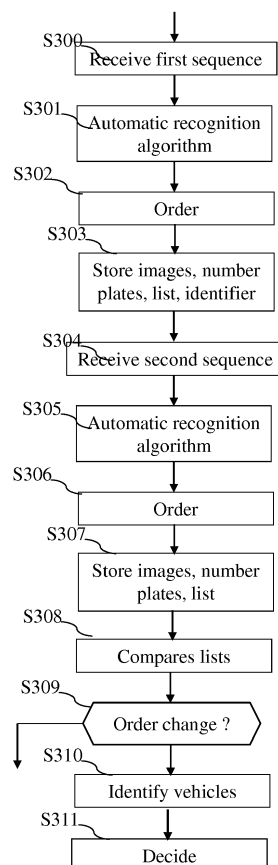 S300
Receive first sequence
S301
Automatic recognition
algorithm
S302
Order
S303
Store images, number
plates, list, identifier
S304
Receive second sequence
S305
Automatic recognition
algorithm
S306
Order
S307
Store images, number
plates, list
S308
Compares lists
S309
Order change ?
S310
Identify vehicles
S311
Decide